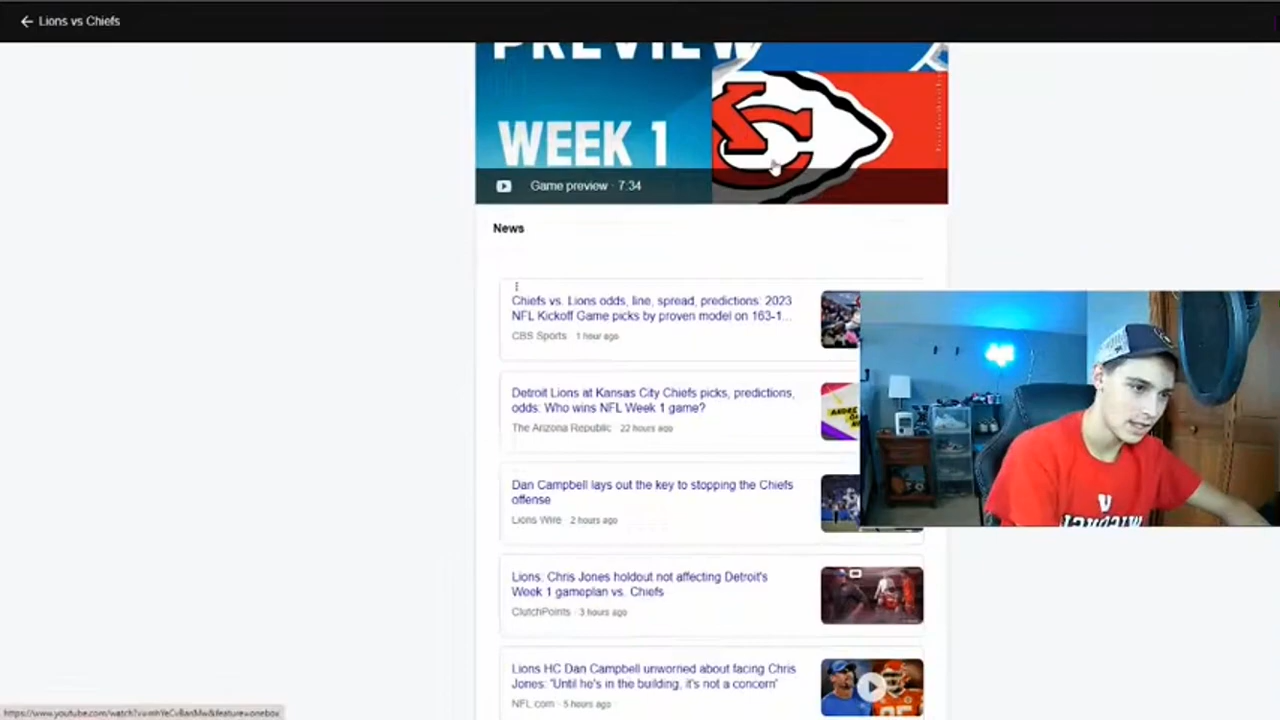 Lions vs Chiefs
PREVIEW
WEEK 1
KC
Game preview · 7:34
News
Chiefs vs. Lions odds, line, spread, predictions: 2023
NFL Kickoff Game picks by proven model on 163-1...
CBS Sports · 1 hour ago
Detroit Lions at Kansas City Chiefs picks, predictions,
odds: Who wins NFL Week 1 game?
The Arizona Republic · 22 hours ago
Dan Campbell lays out the key to stopping the Chiefs
offense
Lions Wire · 2 hours ago
Lions: Chris Jones holdout not affecting Detroit's
Week 1 gameplan vs. Chiefs
ClutchPoints · 3 hours ago
Lions HC Dan Campbell unworried about facing Chris
Jones: 'Until he's in the building, it's not a concern'
NFL.com · 5 hours ago